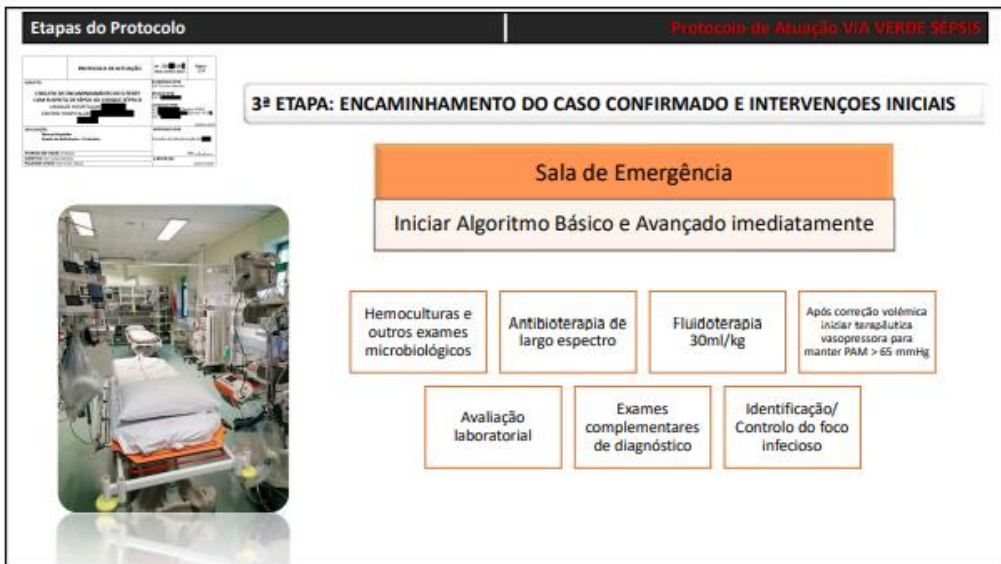 Etapas do Protocolo
Protocolo de Atuação VIA VERDE SÉPSIS
PROTOCOLO DE ATUAÇÃO
3ª ETAPA: ENCAMINHAMENTO DO CASO CONFIRMADO E INTERVENÇOES INICIAIS
Sala de Emergência
Iniciar Algoritmo Básico e Avançado imediatamente
Hemoculturas e
outros exames
microbiológicos
Antibioterapia de
largo espectro
Fluidoterapia
30ml/kg
Após correção volémica
iniciar terapêutica
vasopressora para
manter PAM > 65 mmHg
Avaliação
laboratorial
Exames
complementares
de diagnóstico
Identificação/
Controlo do foco
infecioso